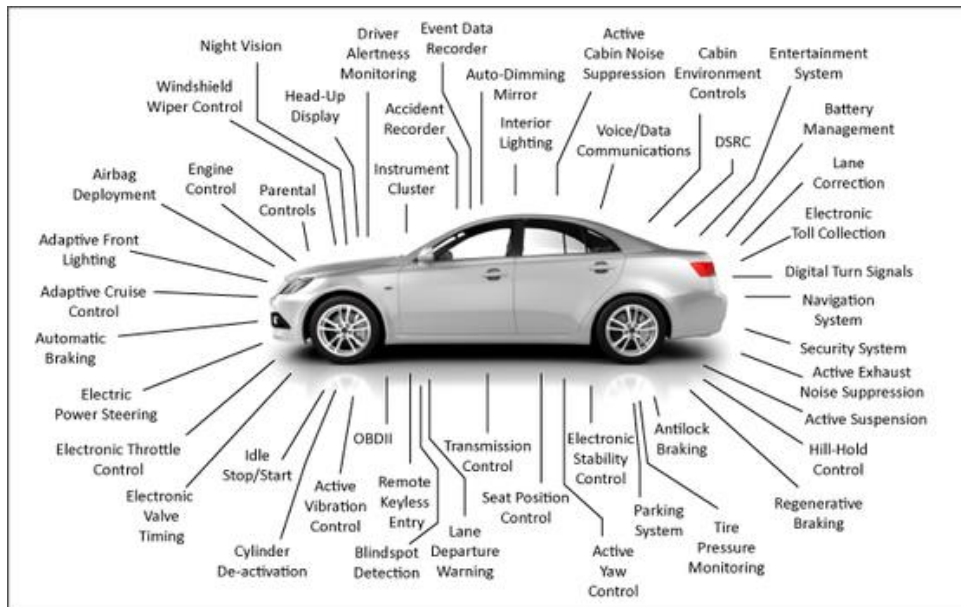 Night Vision
Driver
Alertness
Monitoring
Event Data
Recorder
Active
Cabin Noise
Suppression
Cabin
Environment
Controls
Entertainment
System
Windshield
Wiper Control
Head-Up
Display
Accident
Recorder
Auto-Dimming
Mirror
Interior
Lighting
Voice/Data
Communications
DSRC
Battery
Management
Airbag
Deployment
Engine
Control
Parental
Controls
Instrument
Cluster
Lane
Correction
Adaptive Front
Lighting
Electronic
Toll Collection
Adaptive Cruise
Control
Digital Turn Signals
Automatic
Braking
Navigation
System
Electric
Power Steering
Security System
Electronic Throttle
Control
Active Exhaust
Noise Suppression
Electronic
Valve
Timing
Idle
Stop/Start
Active Suspension
Cylinder
De-activation
Active
Vibration
Control
OBDII
Remote
Keyless
Entry
Blindspot
Detection
Transmission
Control
Lane
Departure
Warning
Seat Position
Control
Electronic
Stability
Control
Active
Yaw
Control
Antilock
Braking
Parking
System
Tire
Pressure
Monitoring
Hill-Hold
Control
Regenerative
Braking